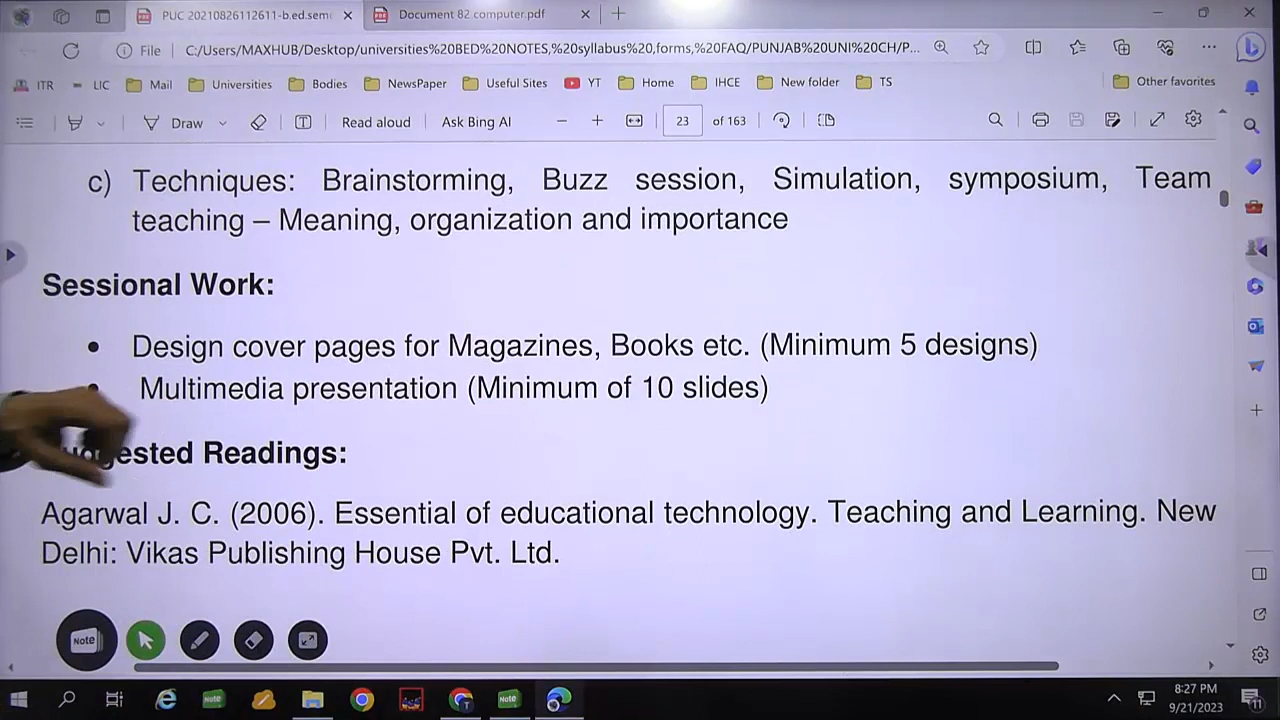 PUC 20210826112611-b.ed.sem
Document 82 computer.pdf
File
C:/Users/MAXHUB/Desktop/universities%20BED%20NOTES,%20syllabus%20,forms,%20FAQ/PUNJAB%20UNI%20CH/P...
ITR
LIC
Mail
Universities
Bodies
NewsPaper
Useful Sites
YT
Home
IHCE
New folder
TS
Other favorites
Draw
Read aloud
Ask Bing AI
23
of 163
c) Techniques: Brainstorming, Buzz session, Simulation, symposium, Team
teaching – Meaning, organization and importance
Sessional Work:
• Design cover pages for Magazines, Books etc. (Minimum 5 designs)
Multimedia presentation (Minimum of 10 slides)
ested Readings:
Agarwal J. C. (2006). Essential of educational technology. Teaching and Learning. New
Delhi: Vikas Publishing House Pvt. Ltd.
Note
Note
Note
8:27 PM
9/21/2023
11